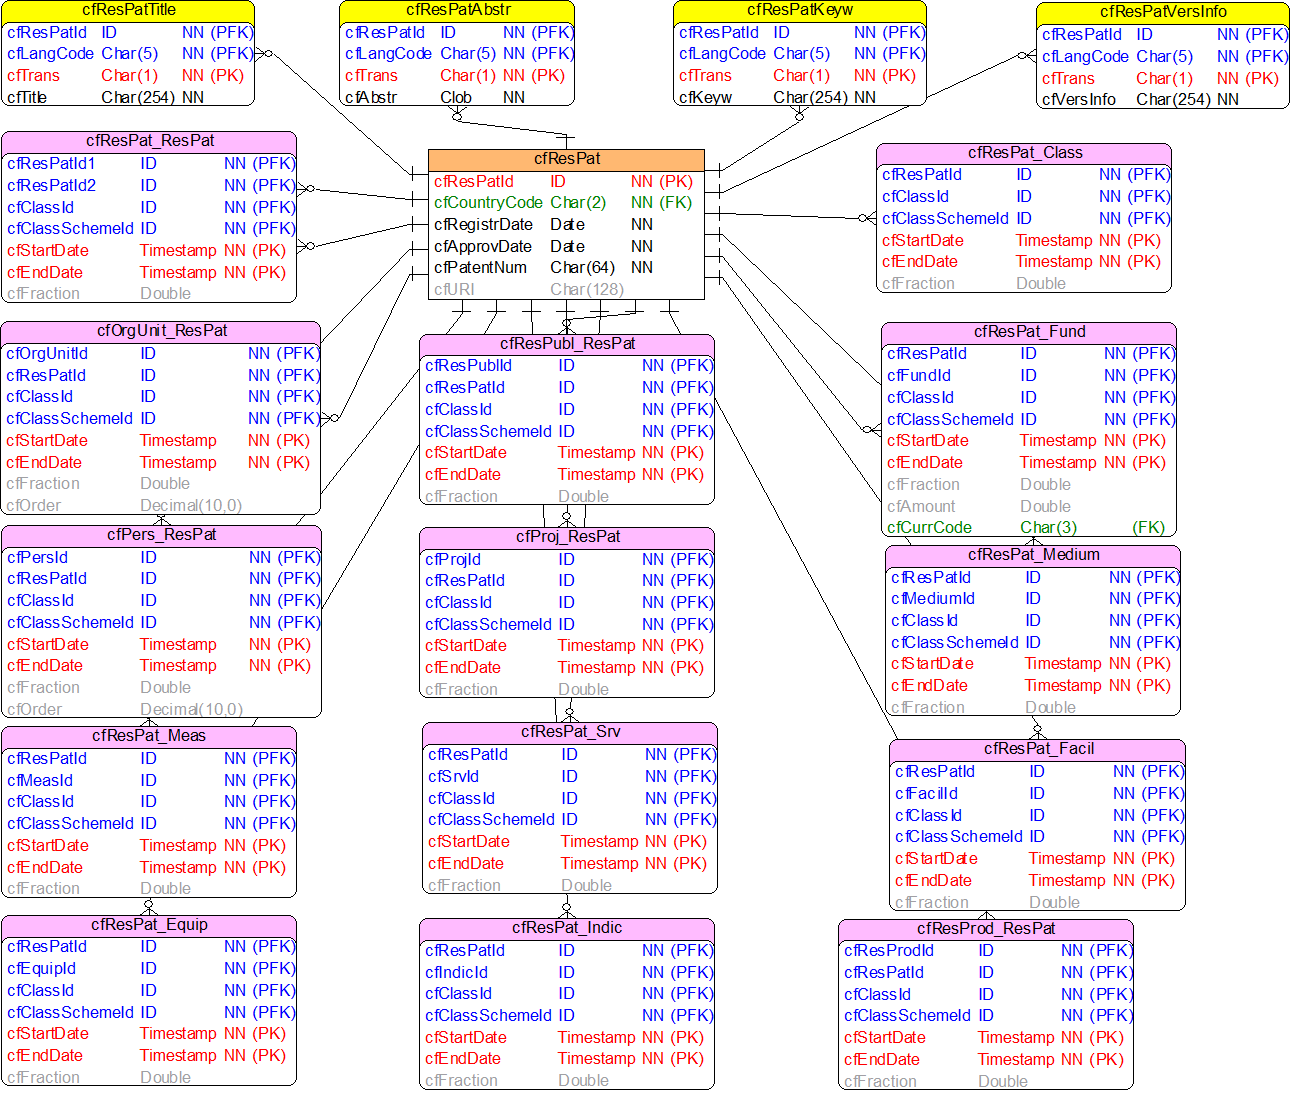 cfResPatTitle
cfResPatId ID NN (PFK)
cfLangCode Char(5) NN (PFK)
cfTrans Char(1) NN (PK)
cfTitle Char(254) NN
cfResPatAbstr
cfResPatId ID NN (PFK)
cfLangCode Char(5) NN (PFK)
cfTrans Char(1) NN (PK)
cfAbstr Clob NN
cfResPatKeyw
cfResPatId ID NN (PFK)
cfLangCode Char(5) NN (PFK)
cfTrans Char(1) NN (PK)
cfKeyw Char(254) NN
cfResPatVersInfo
cfResPatId ID NN (PFK)
cfLangCode Char(5) NN (PFK)
cfTrans Char(1) NN (PK)
cfVersInfo Char(254) NN
cfResPat_ResPat
cfResPatId1 ID NN (PFK)
cfResPatId2 ID NN (PFK)
cfClassId ID NN (PFK)
cfClassSchemeId ID NN (PFK)
cfStartDate Timestamp NN (PK)
cfEndDate Timestamp NN (PK)
cfFraction Double
cfResPat
cfResPatId ID NN (PK)
cfCountryCode Char(2) NN (FK)
cfRegistrDate Date NN
cfApprovDate Date NN
cfPatentNum Char(64) NN
cfURI Char(128)
cfResPat_Class
cfResPatId ID NN (PFK)
cfClassId ID NN (PFK)
cfClassSchemeId ID NN (PFK)
cfStartDate Timestamp NN (PK)
cfEndDate Timestamp NN (PK)
cfFraction Double
cfOrgUnit_ResPat
cfOrgUnitId ID NN (PFK)
cfResPatId ID NN (PFK)
cfClassId ID NN (PFK)
cfClassSchemeId ID NN (PFK)
cfStartDate Timestamp NN (PK)
cfEndDate Timestamp NN (PK)
cfFraction Double
cfOrder Decimal(10,0)
cfResPubl_ResPat
cfResPublId ID NN (PFK)
cfResPatId ID NN (PFK)
cfClassId ID NN (PFK)
cfClassSchemeId ID NN (PFK)
cfStartDate Timestamp NN (PK)
cfEndDate Timestamp NN (PK)
cfFraction Double
cfResPat_Fund
cfResPatId ID NN (PFK)
cfFundId ID NN (PFK)
cfClassId ID NN (PFK)
cfClassSchemeId ID NN (PFK)
cfStartDate Timestamp NN (PK)
cfEndDate Timestamp NN (PK)
cfFraction Double
cfAmount Double
cfCurrCode Char(3) (FK)
cfPers_ResPat
cfPersId ID NN (PFK)
cfResPatId ID NN (PFK)
cfClassId ID NN (PFK)
cfClassSchemeId ID NN (PFK)
cfStartDate Timestamp NN (PK)
cfEndDate Timestamp NN (PK)
cfFraction Double
cfOrder Decimal(10,0)
cfProj_ResPat
cfProjId ID NN (PFK)
cfResPatId ID NN (PFK)
cfClassId ID NN (PFK)
cfClassSchemeId ID NN (PFK)
cfStartDate Timestamp NN (PK)
cfEndDate Timestamp NN (PK)
cfFraction Double
cfResPat_Medium
cfResPatId ID NN (PFK)
cfMediumId ID NN (PFK)
cfClassId ID NN (PFK)
cfClassSchemeId ID NN (PFK)
cfStartDate Timestamp NN (PK)
cfEndDate Timestamp NN (PK)
cfFraction Double
cfResPat_Meas
cfResPatId ID NN (PFK)
cfMeasId ID NN (PFK)
cfClassId ID NN (PFK)
cfClassSchemeId ID NN (PFK)
cfStartDate Timestamp NN (PK)
cfEndDate Timestamp NN (PK)
cfFraction Double
cfResPat_Srv
cfResPatId ID NN (PFK)
cfSrvId ID NN (PFK)
cfClassId ID NN (PFK)
cfClassSchemeId ID NN (PFK)
cfStartDate Timestamp NN (PK)
cfEndDate Timestamp NN (PK)
cfFraction Double
cfResPat_Facil
cfResPatId ID NN (PFK)
cfFacilId ID NN (PFK)
cfClassId ID NN (PFK)
cfClassSchemeId ID NN (PFK)
cfStartDate Timestamp NN (PK)
cfEndDate Timestamp NN (PK)
cfFraction Double
cfResPat_Equip
cfResPatId ID NN (PFK)
cfEquipId ID NN (PFK)
cfClassId ID NN (PFK)
cfClassSchemeId ID NN (PFK)
cfStartDate Timestamp NN (PK)
cfEndDate Timestamp NN (PK)
cfFraction Double
cfResPat_Indic
cfResPatId ID NN (PFK)
cfIndicId ID NN (PFK)
cfClassId ID NN (PFK)
cfClassSchemeId ID NN (PFK)
cfStartDate Timestamp NN (PK)
cfEndDate Timestamp NN (PK)
cfFraction Double
cfResProd_ResPat
cfResProdId ID NN (PFK)
cfResPatId ID NN (PFK)
cfClassId ID NN (PFK)
cfClassSchemeId ID NN (PFK)
cfStartDate Timestamp NN (PK)
cfEndDate Timestamp NN (PK)
cfFraction Double